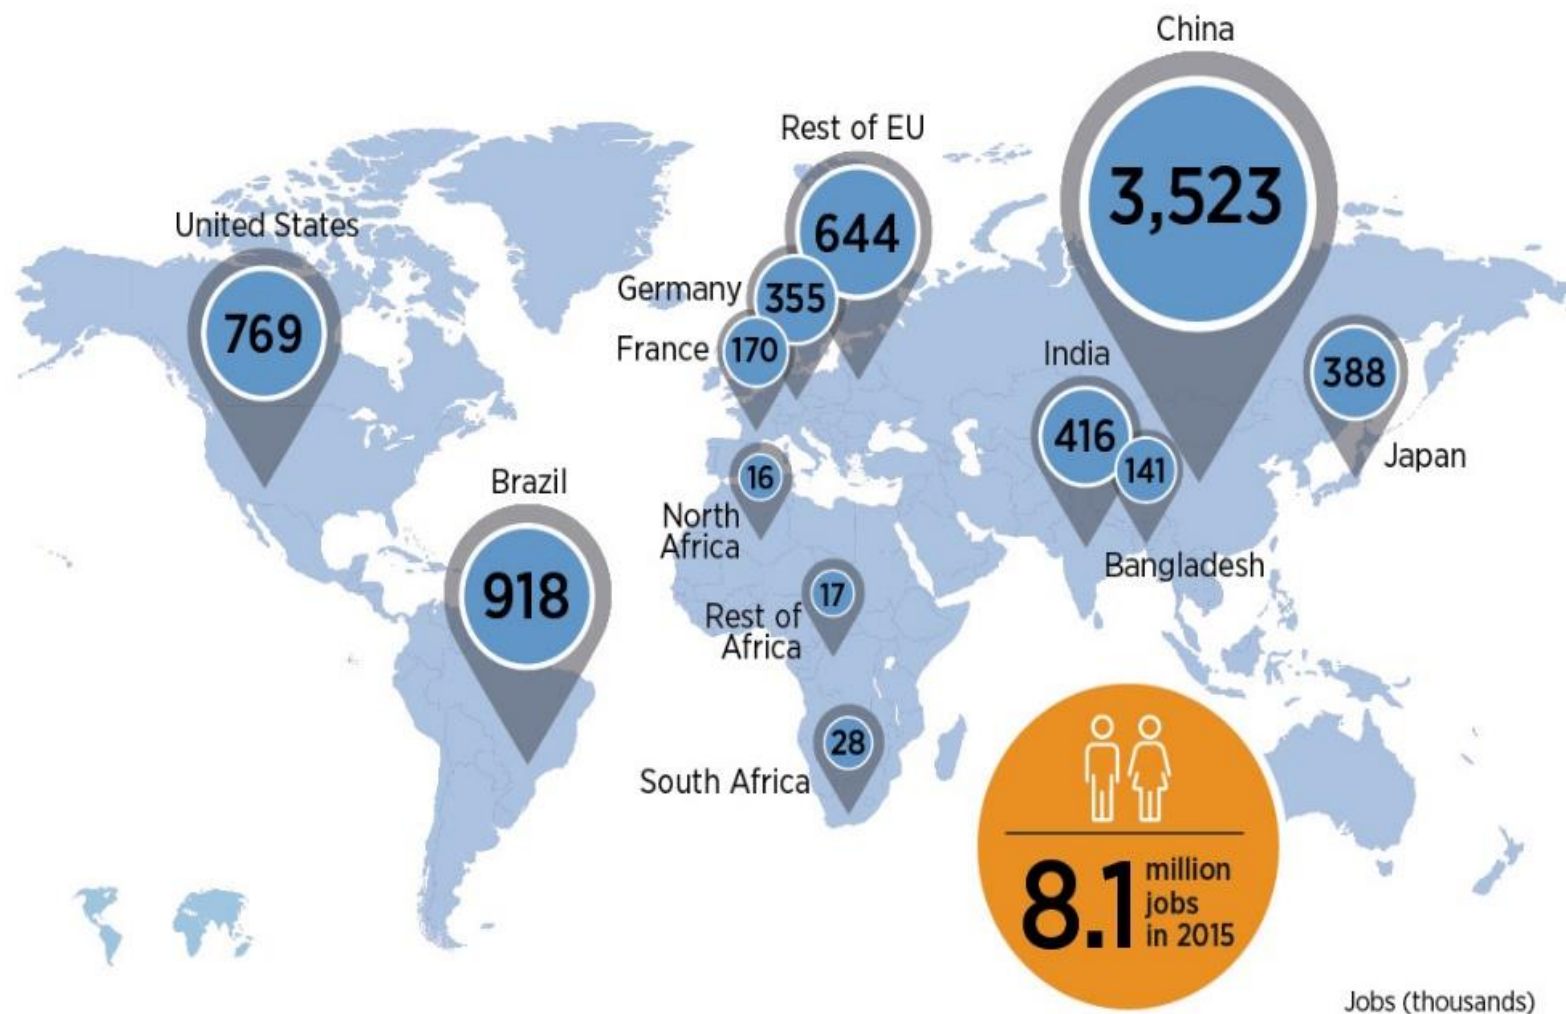 China
3,523
Rest of EU
644
United States
769
Germany
355
France
170
India
416
141
Bangladesh
388
Japan
Brazil
918
16
North
Africa
17
Rest of
Africa
28
South Africa
8.1
million
jobs
in 2015
Jobs (thousands)